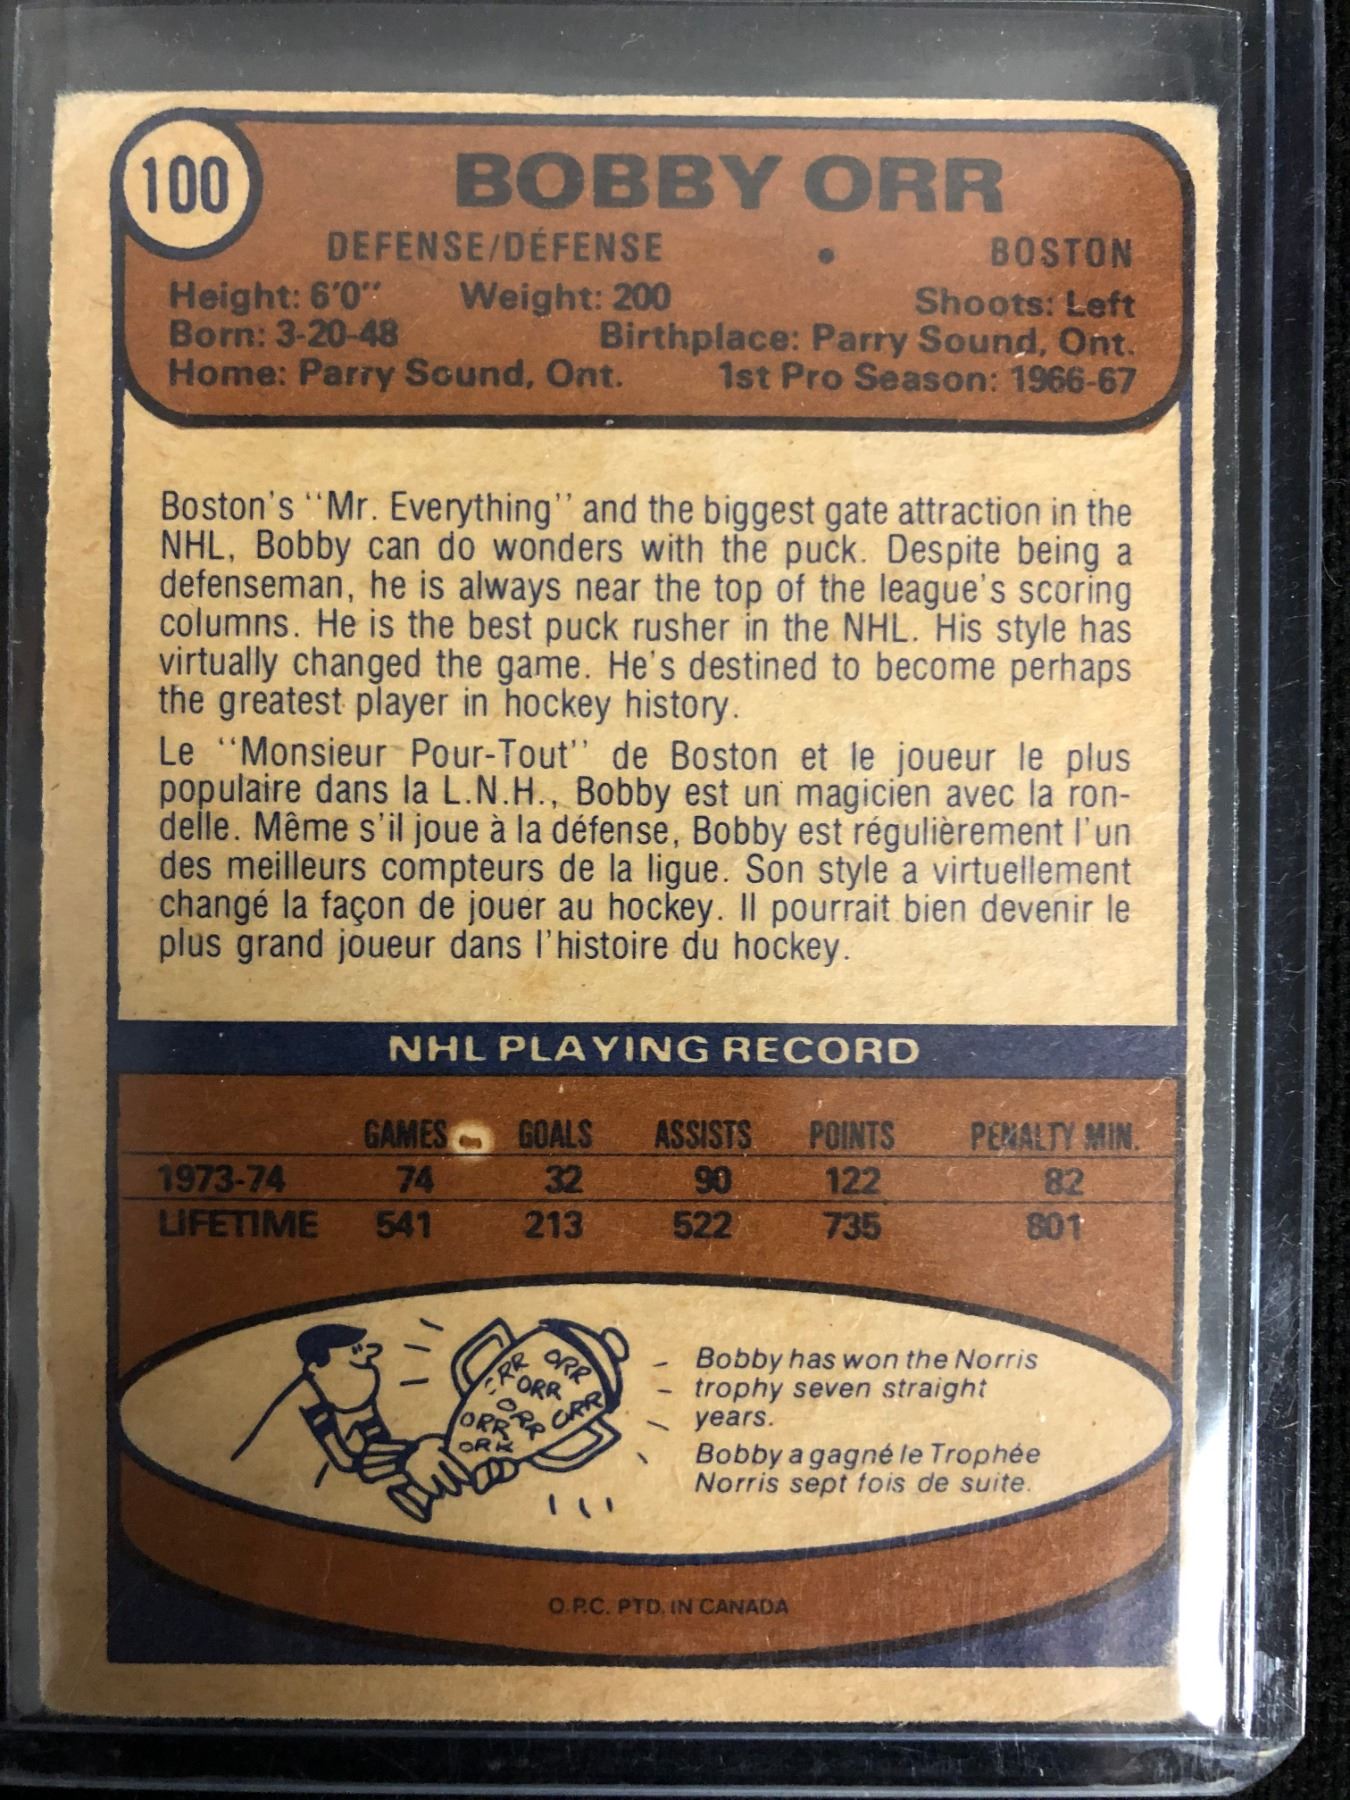 100
BOBBY ORR
DEFENSE/DÉFENSE • BOSTON
Height: 6'0" Weight: 200 Shoots: Left
Born: 3-20-48 Birthplace: Parry Sound, Ont.
Home: Parry Sound, Ont. 1st Pro Season: 1966-67
Boston's "Mr. Everything" and the biggest gate attraction in the
NHL, Bobby can do wonders with the puck. Despite being a
defenseman, he is always near the top of the league's scoring
columns. He is the best puck rusher in the NHL. His style has
virtually changed the game. He's destined to become perhaps
the greatest player in hockey history.
Le "Monsieur Pour-Tout" de Boston et le joueur le plus
populaire dans la L.N.H., Bobby est un magicien avec la ron-
delle. Même s'il joue à la défense, Bobby est régulièrement l'un
des meilleurs compteurs de la ligue. Son style a virtuellement
changé la façon de jouer au hockey. Il pourrait bien devenir le
plus grand joueur dans l'histoire du hockey.
NHL PLAYING RECORD
GAMES GOALS ASSISTS POINTS PENALTY MIN.
1973-74 74 32 90 122 82
LIFETIME 541 213 522 735 801
ORR ORR
ORR
ORR ORR ORR
ORR
Bobby has won the Norris
trophy seven straight
years.
Bobby a gagné le Trophée
Norris sept fois de suite.
O.P.C. PTD. IN CANADA